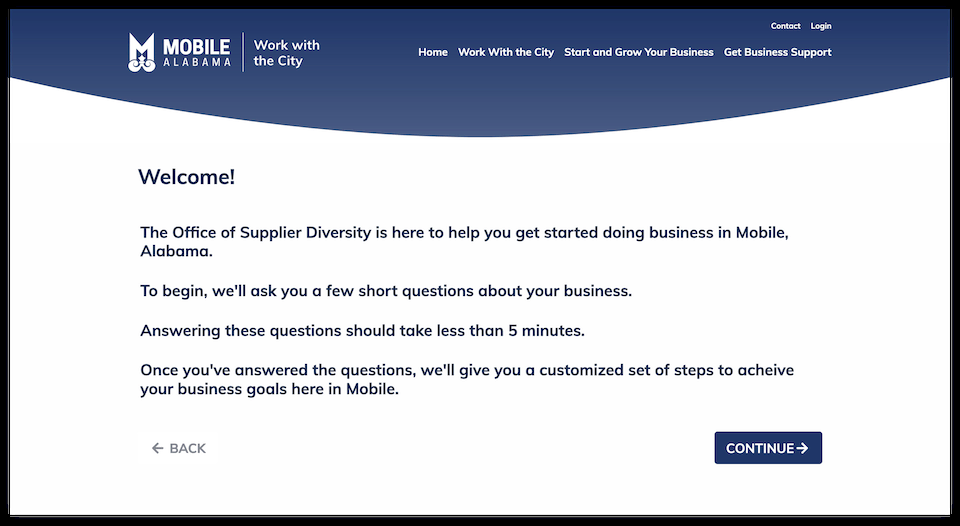 Contact Login
MOBILE
ALABAMA
Work with
the City
Home Work With the City Start and Grow Your Business Get Business Support
Welcome!
The Office of Supplier Diversity is here to help you get started doing business in Mobile,
Alabama.
To begin, we'll ask you a few short questions about your business.
Answering these questions should take less than 5 minutes.
Once you've answered the questions, we'll give you a customized set of steps to acheive
your business goals here in Mobile.
← BACK
CONTINUE →